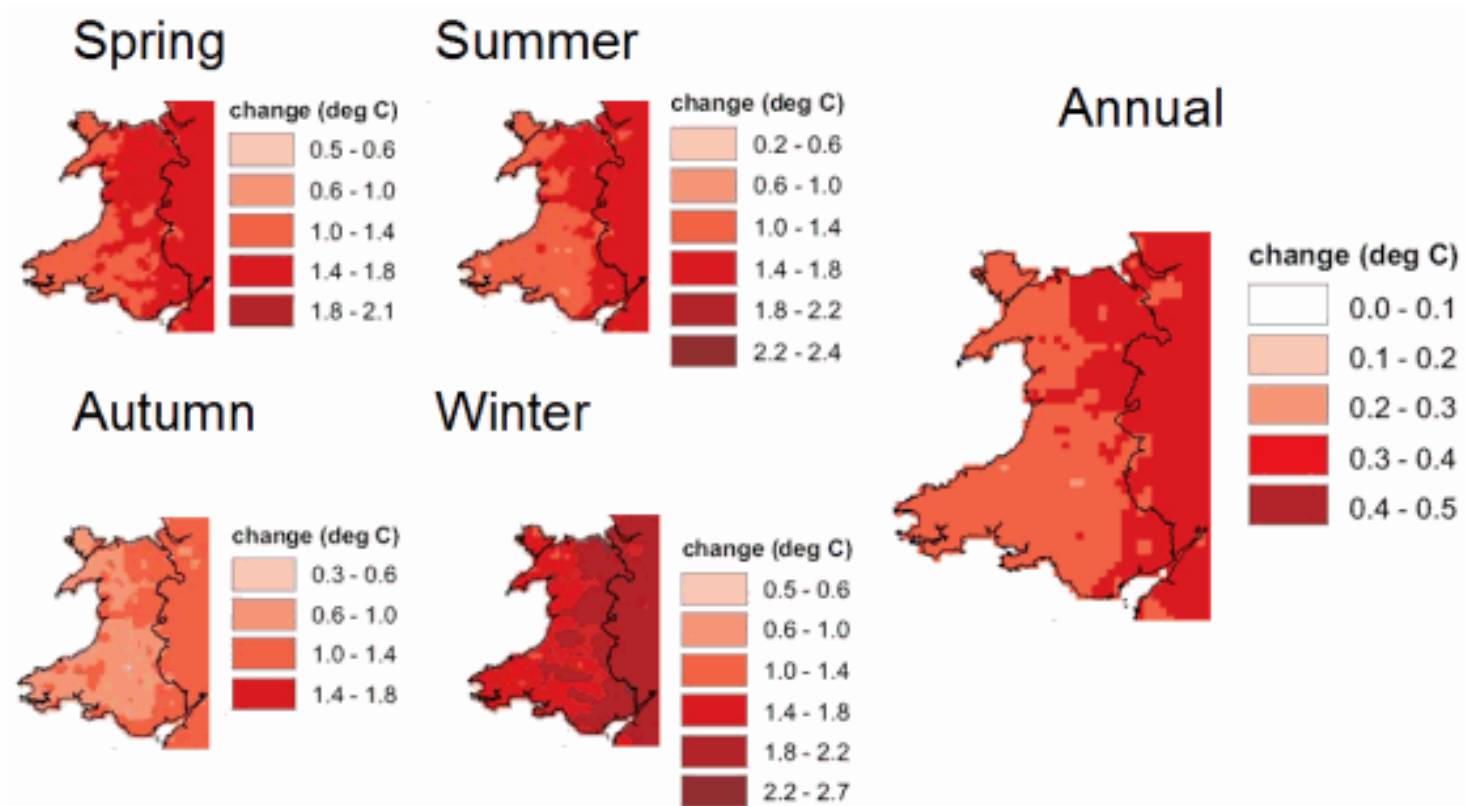 Spring
change (deg C)
0.5 - 0.6
0.6 - 1.0
1.0 - 1.4
1.4 - 1.8
1.8 - 2.1
Summer
change (deg C)
0.2 - 0.6
0.6 - 1.0
1.0 - 1.4
1.4 - 1.8
1.8 - 2.2
2.2 - 2.4
Autumn
change (deg C)
0.3 - 0.6
0.6 - 1.0
1.0 - 1.4
1.4 - 1.8
Winter
change (deg C)
0.5 - 0.6
0.6 - 1.0
1.0 - 1.4
1.4 - 1.8
1.8 - 2.2
2.2 - 2.7
Annual
change (deg C)
0.0 - 0.1
0.1 - 0.2
0.2 - 0.3
0.3 - 0.4
0.4 - 0.5